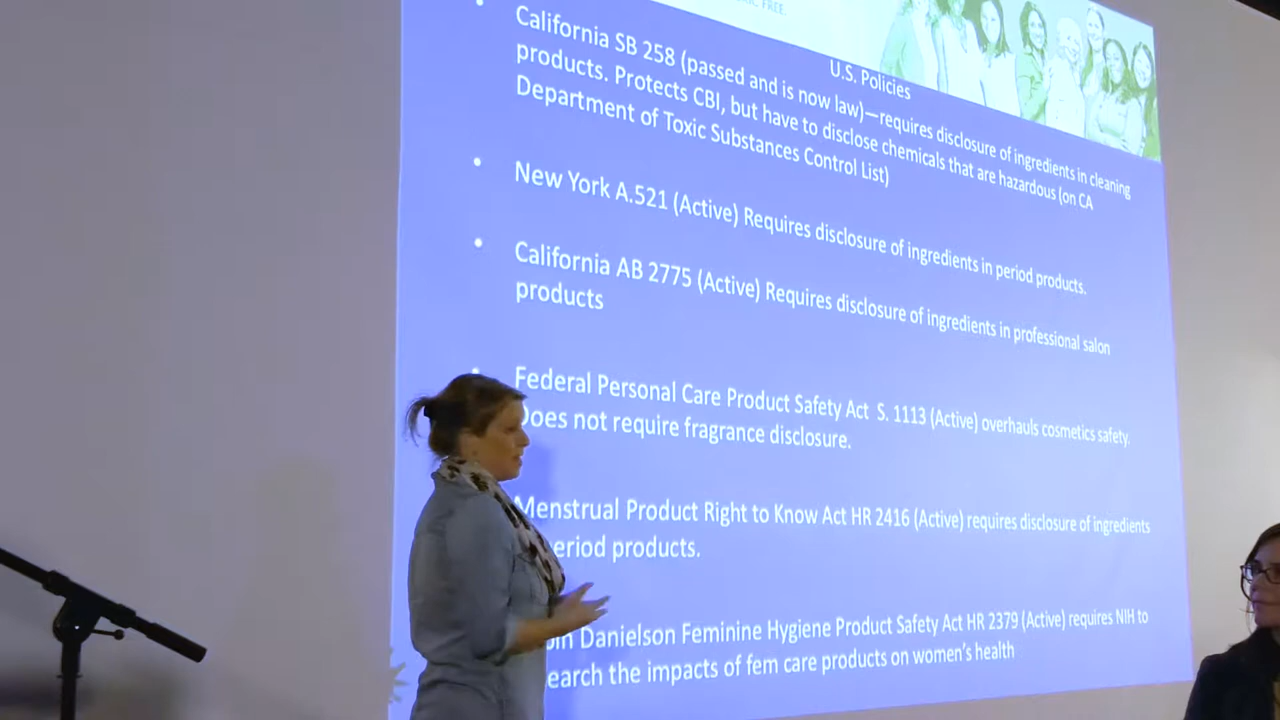 FREE.
U.S. Policies
• California SB 258 (passed and is now law)—requires disclosure of ingredients in cleaning
products. Protects CBI, but have to disclose chemicals that are hazardous (on CA
Department of Toxic Substances Control List)
• New York A.521 (Active) Requires disclosure of ingredients in period products.
• California AB 2775 (Active) Requires disclosure of ingredients in professional salon
products
Federal Personal Care Product Safety Act S. 1113 (Active) overhauls cosmetics safety.
Does not require fragrance disclosure.
Menstrual Product Right to Know Act HR 2416 (Active) requires disclosure of ingredients
eriod products.
Danielson Feminine Hygiene Product Safety Act HR 2379 (Active) requires NIH to
earch the impacts of fem care products on women's health